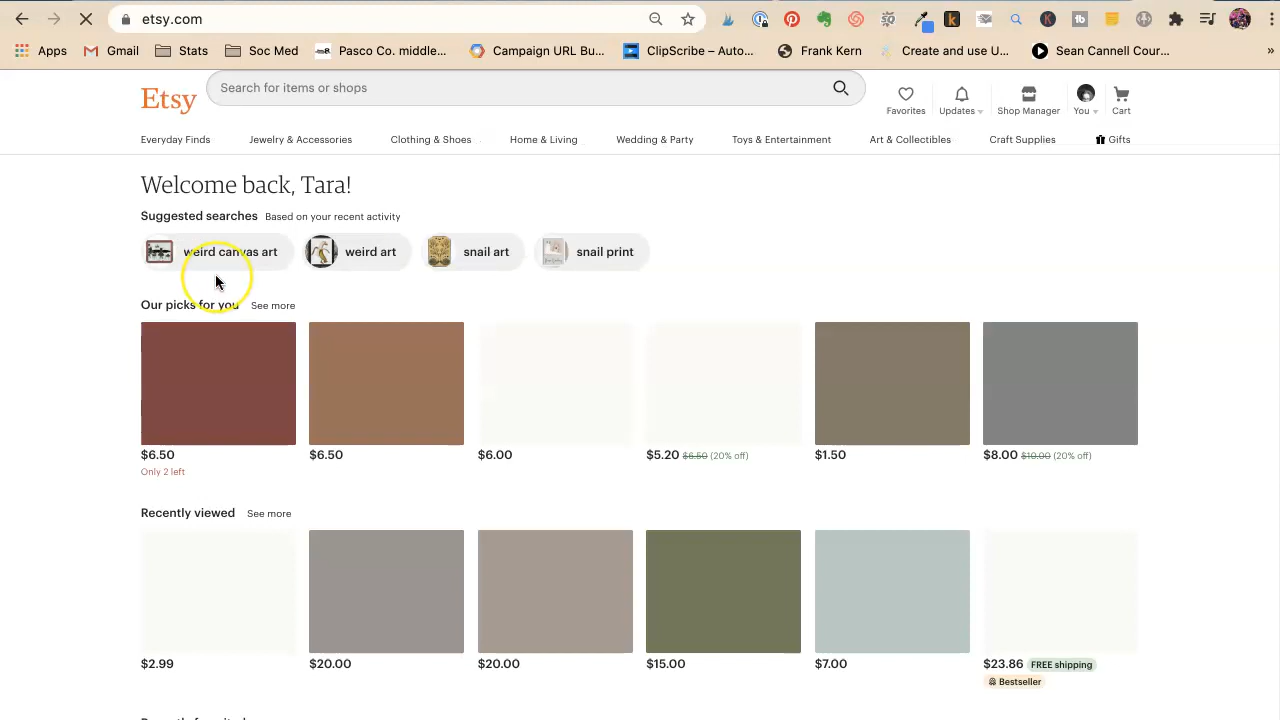 etsy.com
Apps Gmail Stats Soc Med Pasco Co. middle... Campaign URL Bu... ClipScribe – Auto... Frank Kern Create and use U... Sean Cannell Cour... »
Etsy
Search for items or shops
Favorites Updates Shop Manager You Cart
Everyday Finds Jewelry & Accessories Clothing & Shoes Home & Living Wedding & Party Toys & Entertainment Art & Collectibles Craft Supplies Gifts
Welcome back, Tara!
Suggested searches Based on your recent activity
weird canvas art weird art snail art snail print
Our picks for you See more
$6.50 $6.50 $6.00 $5.20 $6.50 (20% off) $1.50 $8.00 $10.00 (20% off)
Only 2 left
Recently viewed See more
$2.99 $20.00 $20.00 $15.00 $7.00 $23.86 FREE shipping
Bestseller